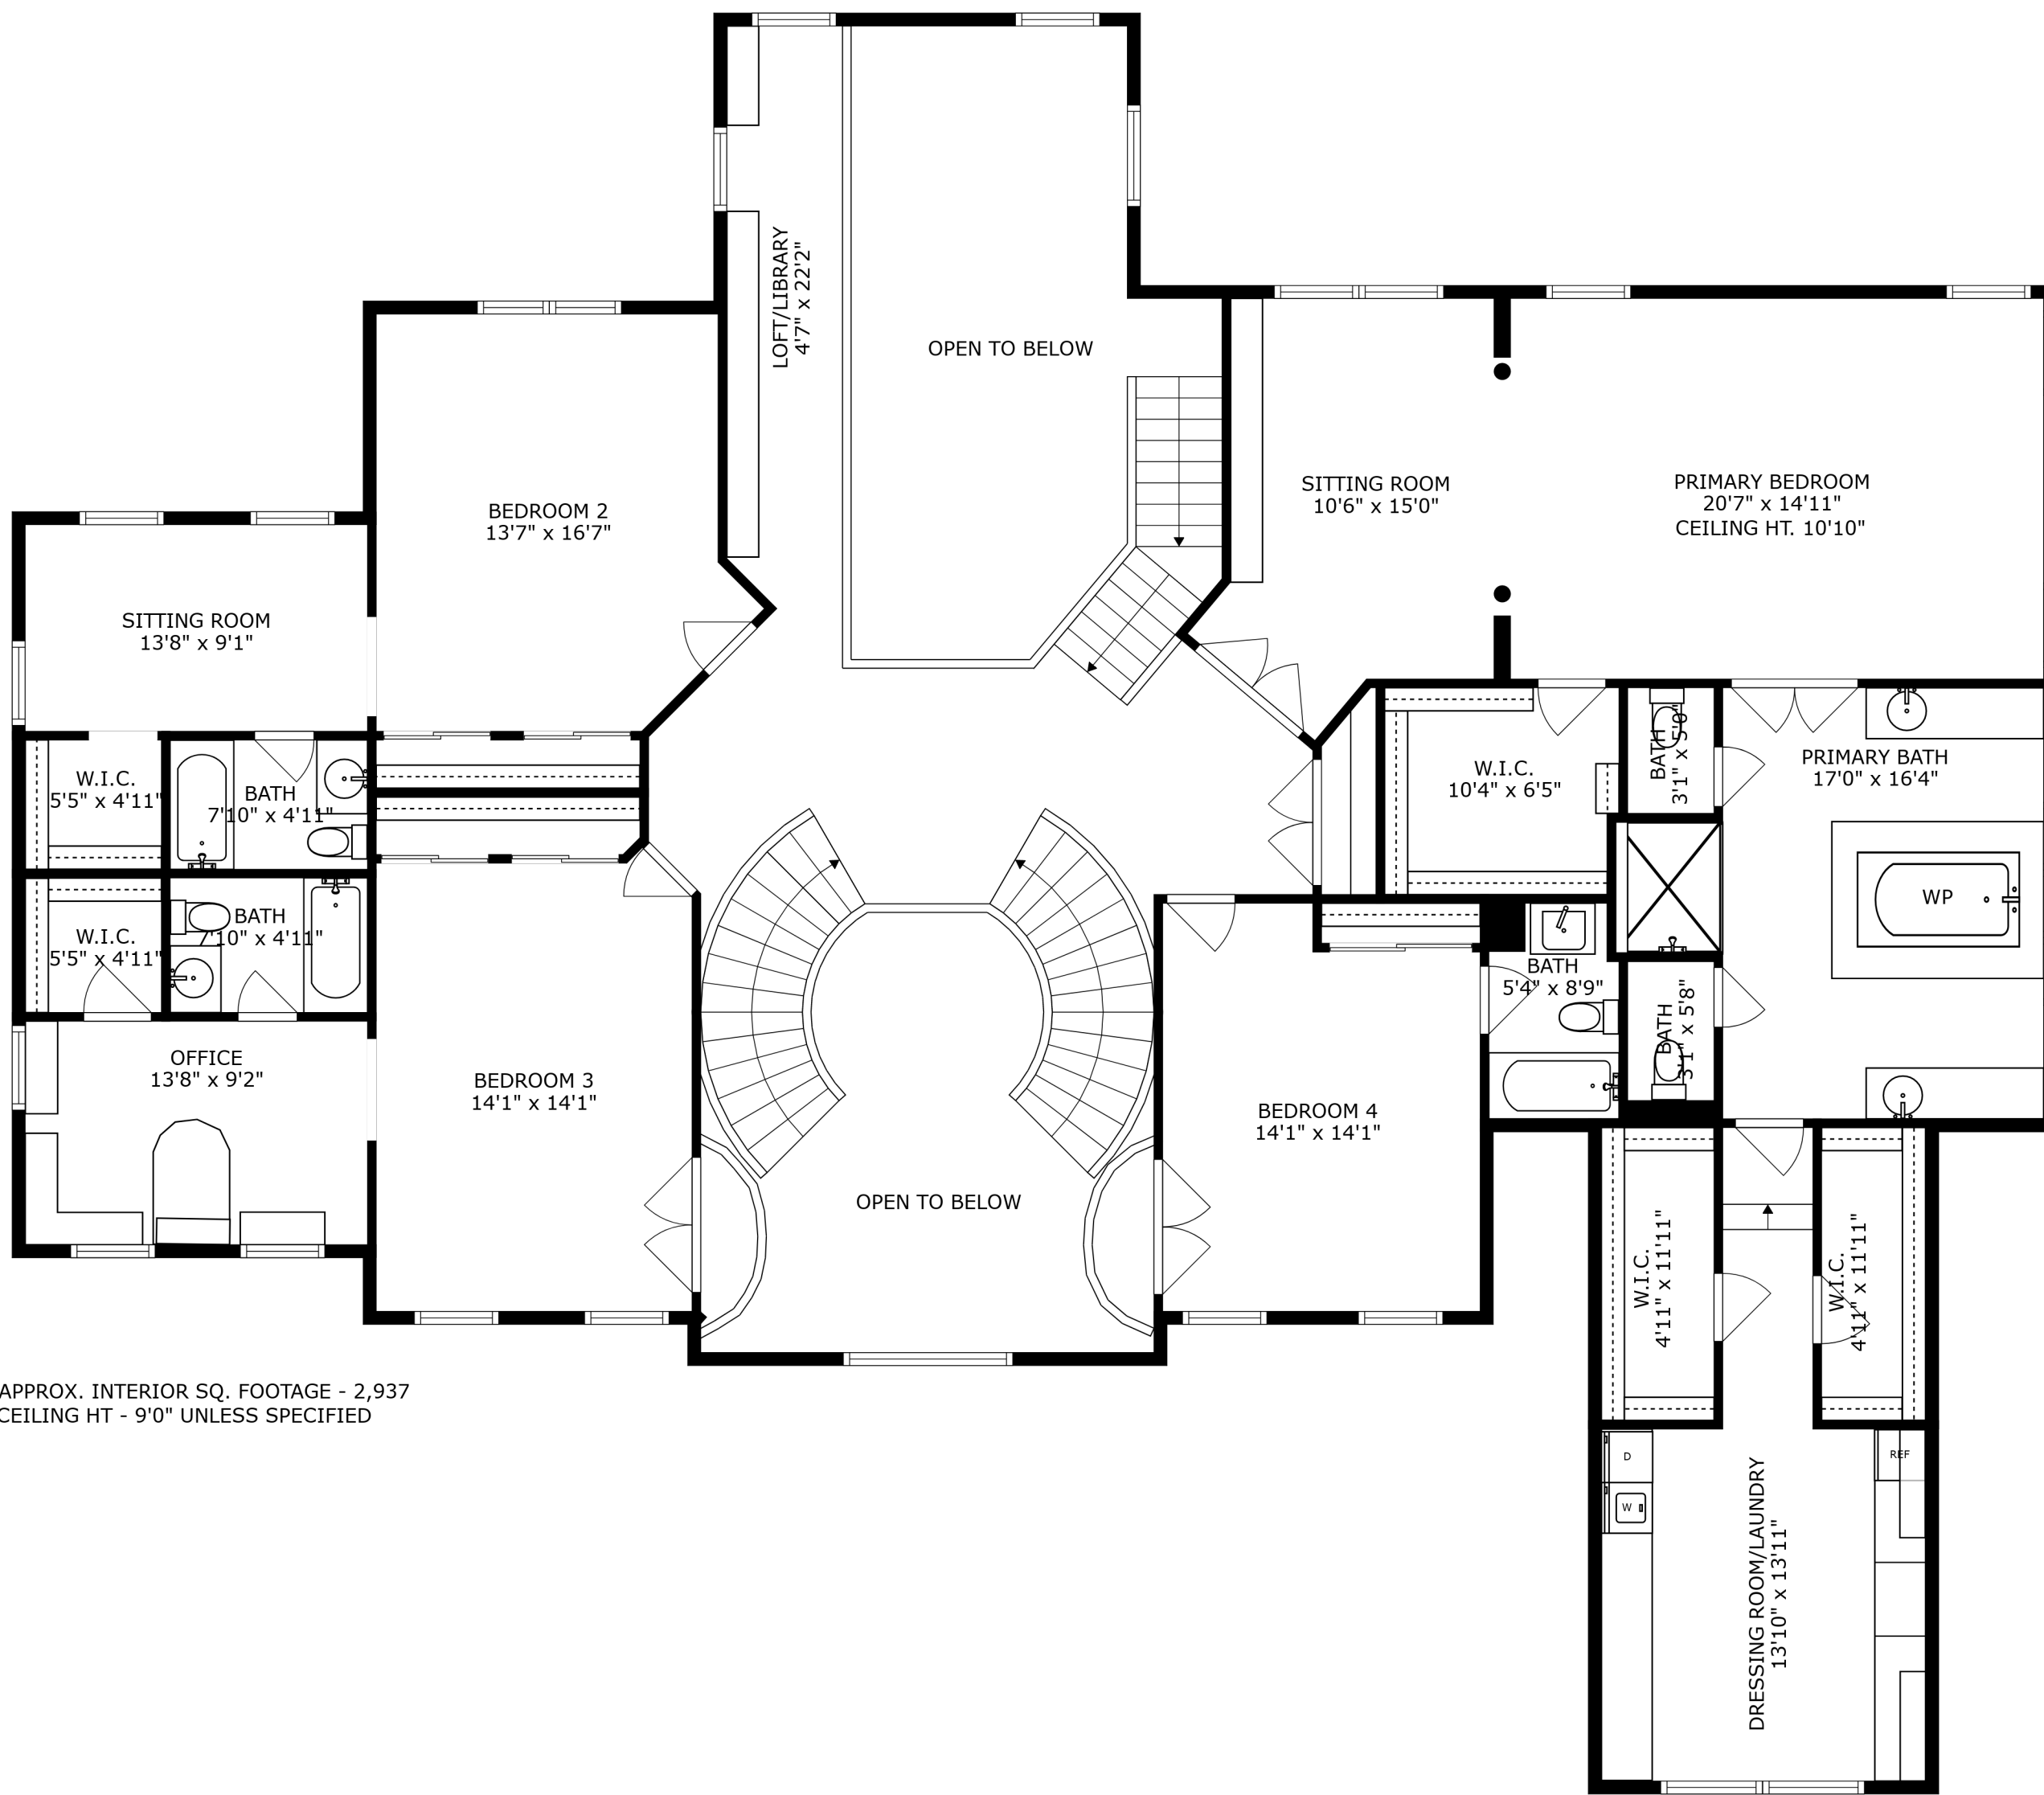 LOFT/LIBRARY
4'7" x 22'2"
OPEN TO BELOW
BEDROOM 2
13'7" x 16'7"
SITTING ROOM
10'6" x 15'0"
PRIMARY BEDROOM
20'7" x 14'11"
CEILING HT. 10'10"
SITTING ROOM
13'8" x 9'1"
W.I.C.
5'5" x 4'11"
BATH
7'10" x 4'11"
W.I.C.
10'4" x 6'5"
BATH
3'1" x 5'0"
PRIMARY BATH
17'0" x 16'4"
WP
W.I.C.
5'5" x 4'11"
BATH
7'10" x 4'11"
BATH
5'4" x 8'9"
BATH
3'1" x 5'8"
OFFICE
13'8" x 9'2"
BEDROOM 3
14'1" x 14'1"
BEDROOM 4
14'1" x 14'1"
OPEN TO BELOW
W.I.C.
4'11" x 11'11"
W.I.C.
4'11" x 11'11"
APPROX. INTERIOR SQ. FOOTAGE - 2,937
CEILING HT - 9'0" UNLESS SPECIFIED
D
REF
W
DRESSING ROOM/LAUNDRY
13'10" x 13'11"